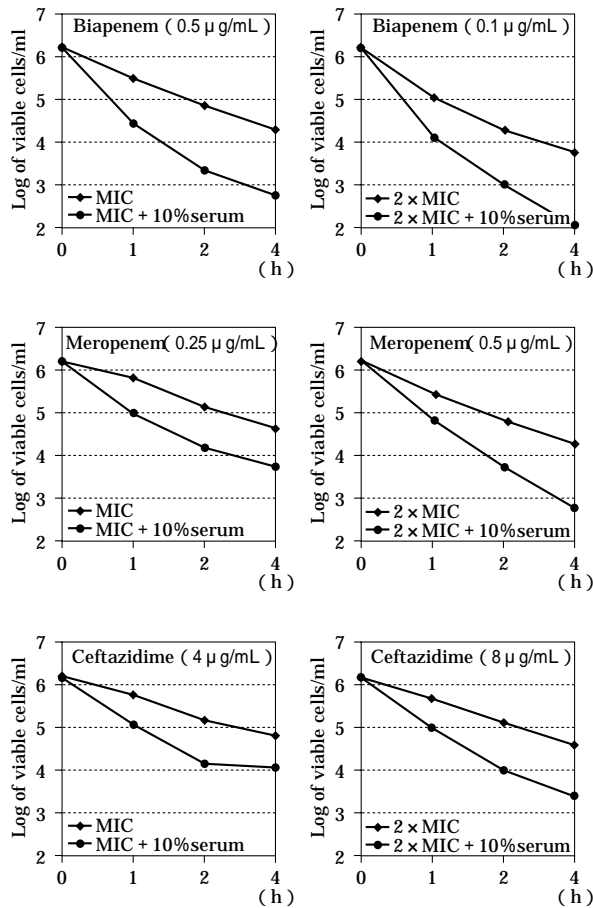 Biapenem ( 0.5 μ g/mL )
7
6
5
4
3
2
Log of viable cells/ml
MIC
MIC + 10%serum
0 1 2 4
( h )
Biapenem ( 0.1 μ g/mL )
7
6
5
4
3
2
Log of viable cells/ml
2 × MIC
2 × MIC + 10%serum
0 1 2 4
( h )
Meropenem( 0.25 μ g/mL )
7
6
5
4
3
2
Log of viable cells/ml
MIC
MIC + 10%serum
0 1 2 4
( h )
Meropenem ( 0.5 μ g/mL )
7
6
5
4
3
2
Log of viable cells/ml
2 × MIC
2 × MIC + 10%serum
0 1 2 4
( h )
Ceftazidime ( 4 μ g/mL )
7
6
5
4
3
2
Log of viable cells/ml
MIC
MIC + 10%serum
0 1 2 4
( h )
Ceftazidime ( 8 μ g/mL )
7
6
5
4
3
2
Log of viable cells/ml
2 × MIC
2 × MIC + 10%serum
0 1 2 4
( h )